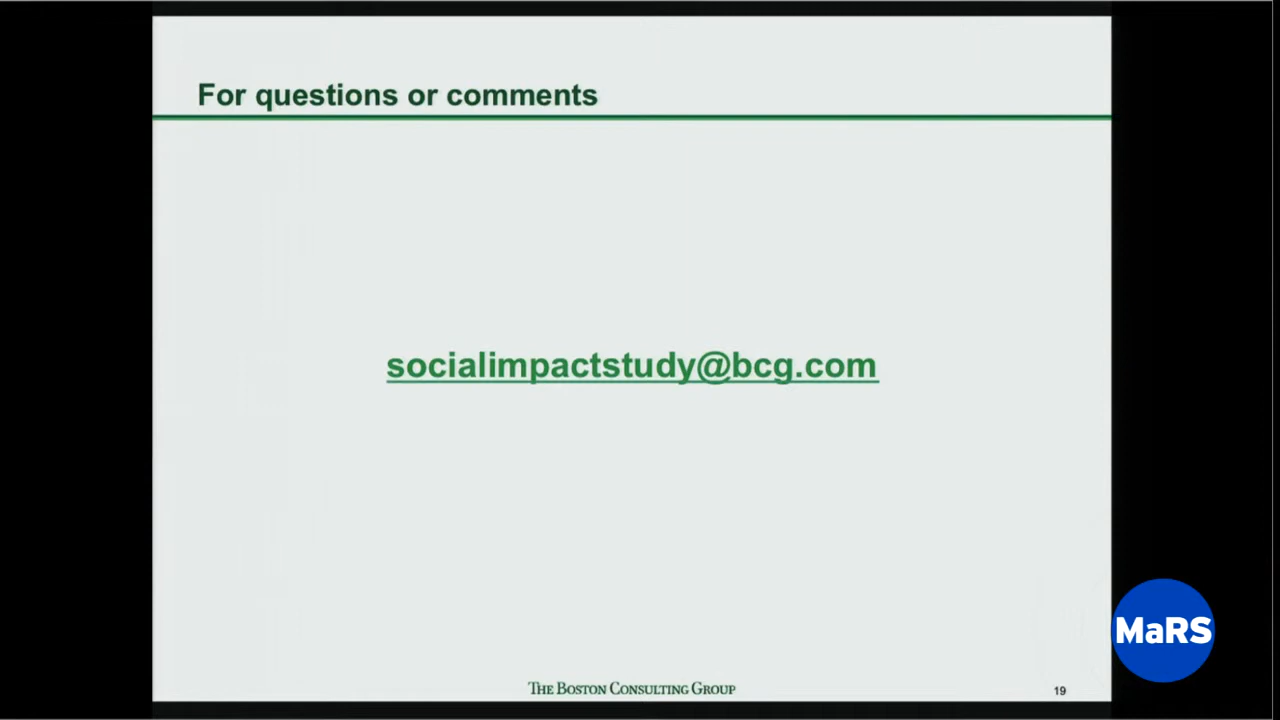 For questions or comments
socialimpactstudy@bcg.com
THE BOSTON CONSULTING GROUP
19
MaRS